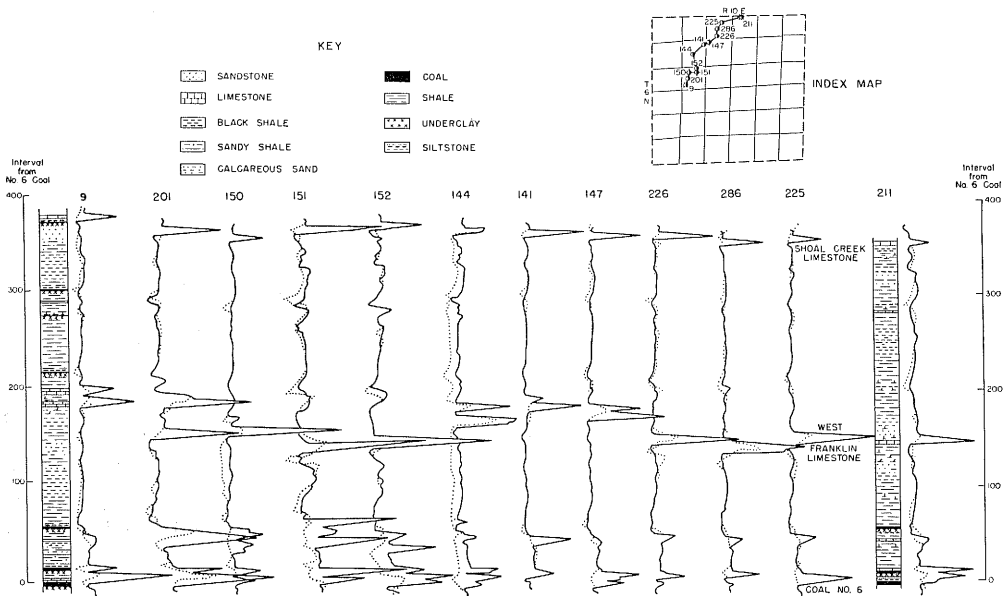 R 10 E
225
286
226
211
141
147
144
152
150
151
201
9
T
6
N
INDEX MAP
KEY
SANDSTONE
LIMESTONE
BLACK SHALE
SANDY SHALE
CALCAREOUS SAND
COAL
SHALE
UNDERCLAY
SILTSTONE
Interval
from
No. 6 Coal
400
300
200
100
0
9
201
150
151
152
144
141
147
226
286
225
211
SHOAL CREEK
LIMESTONE
WEST
FRANKLIN
LIMESTONE
COAL NO. 6
Interval
from
No. 6 Coal
400
300
200
100
0